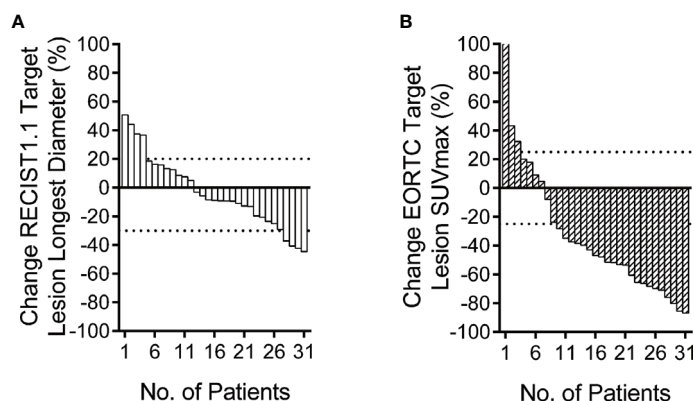 A
Change RECIST1.1 Target
Lesion Longest Diameter (%)
100
80
60
40
20
0
-20
-40
-60
-80
-100
1 6 11 16 21 26 31
No. of Patients
B
Change EORTC Target
Lesion SUVmax (%)
100
80
60
40
20
0
-20
-40
-60
-80
-100
1 6 11 16 21 26 31
No. of Patients